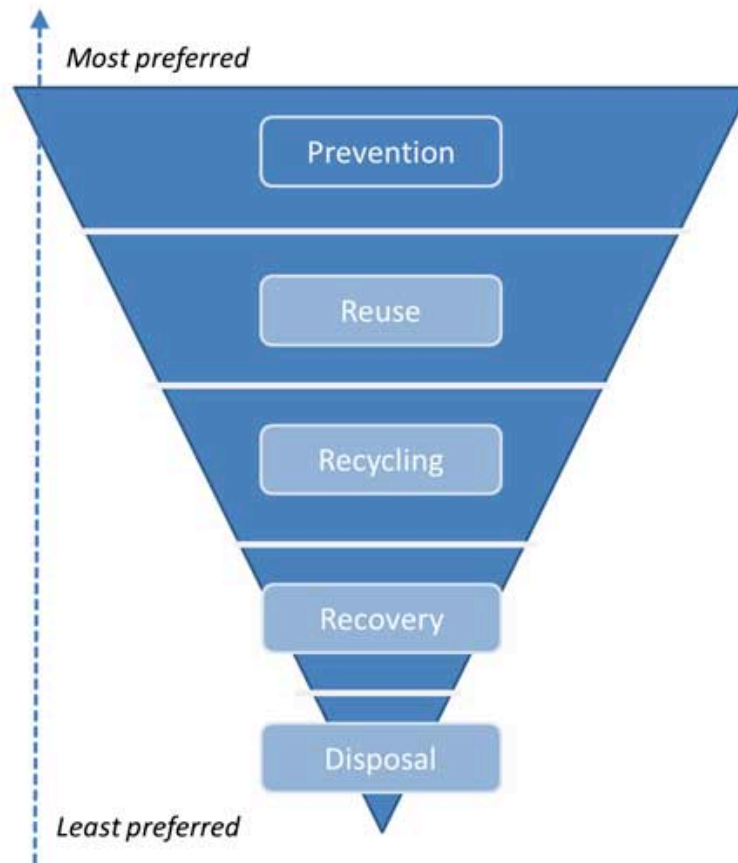 Most preferred
Prevention
Reuse
Recycling
Recovery
Disposal
Least preferred